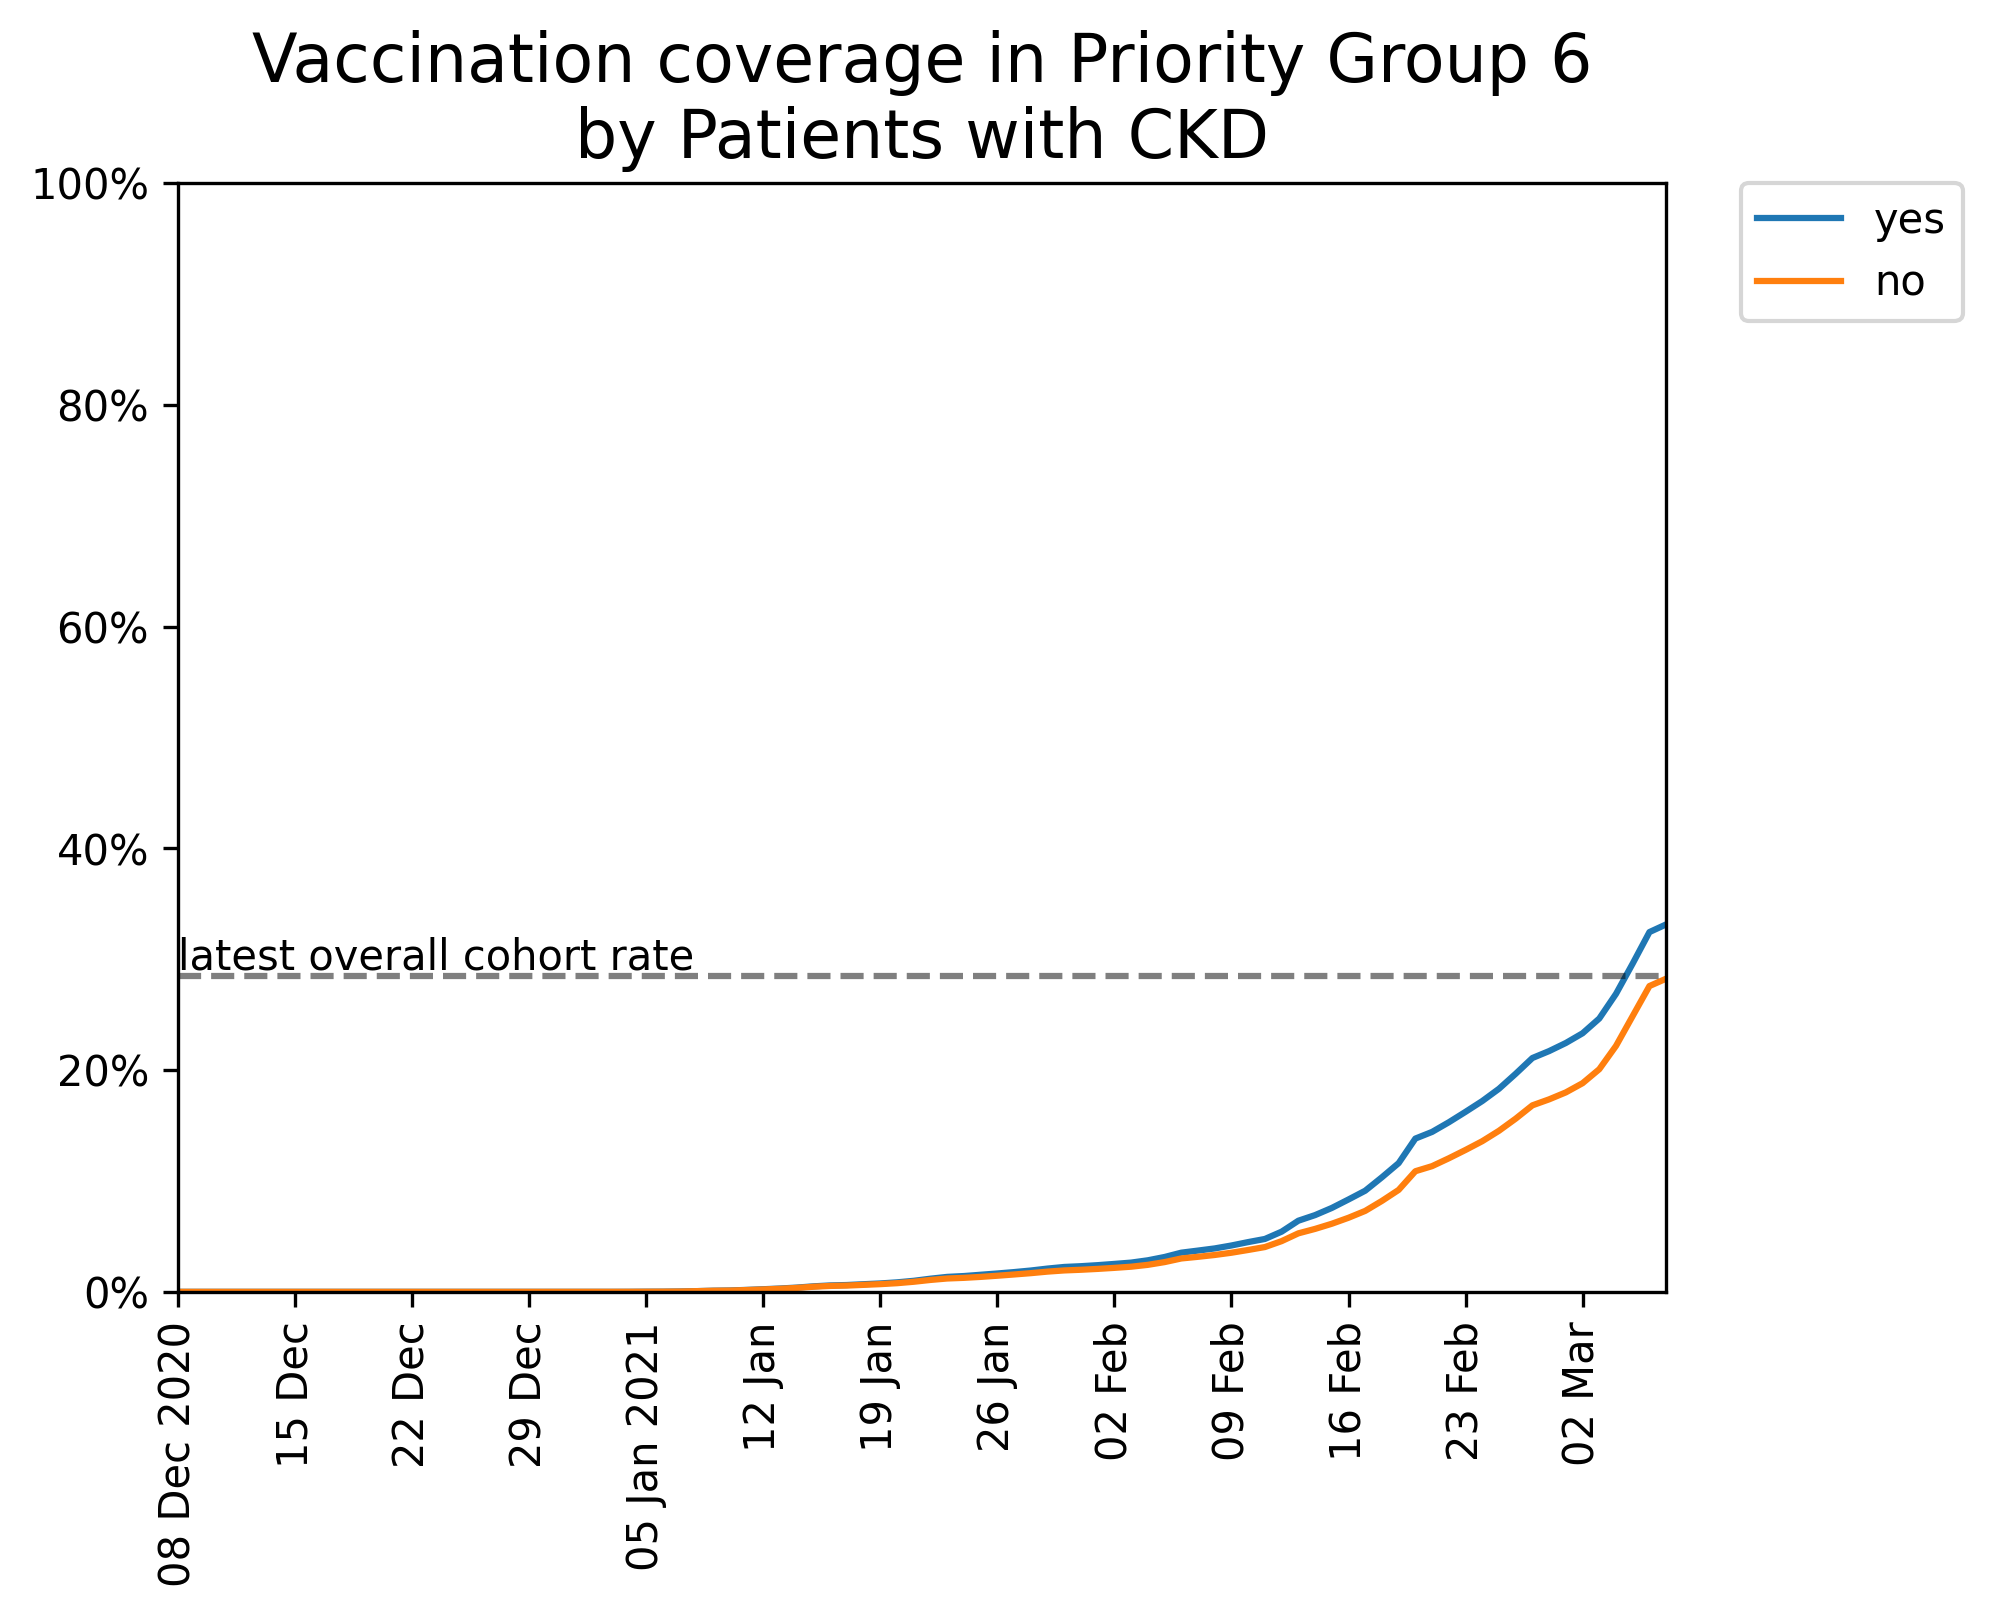 Vaccination coverage in Priority Group 6
by Patients with CKD
100%
80%
60%
40%
20%
0%
latest overall cohort rate
yes
no
08 Dec 2020
15 Dec
22 Dec
29 Dec
05 Jan 2021
12 Jan
19 Jan
26 Jan
02 Feb
09 Feb
16 Feb
23 Feb
02 Mar